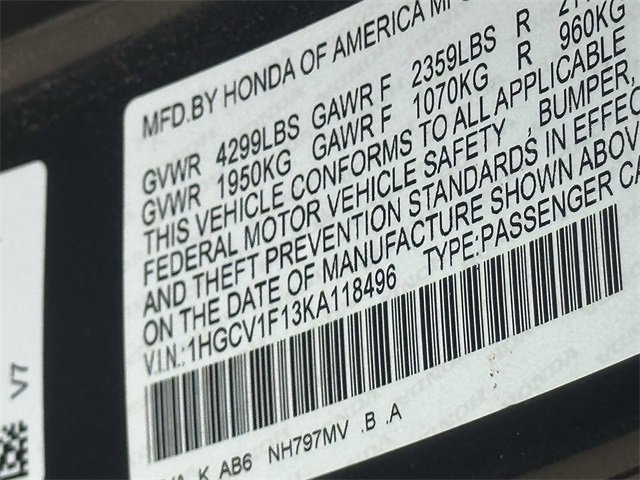 MFD.BY HONDA OF AMERICA
GVWR 4299LBS GAWR F 2359LBS R
GVWR 1950KG GAWR F 1070KG R 960KG
THIS VEHICLE CONFORMS TO ALL APPLICABLE
FEDERAL MOTOR VEHICLE SAFETY , BUMPER,
AND THEFT PREVENTION STANDARDS IN EFFEC
ON THE DATE OF MANUFACTURE SHOWN ABOV
V.I.N.:1HGCV1F13KA118496 TYPE:PASSENGER CA
K AB6 NH797MV .B .A
V7